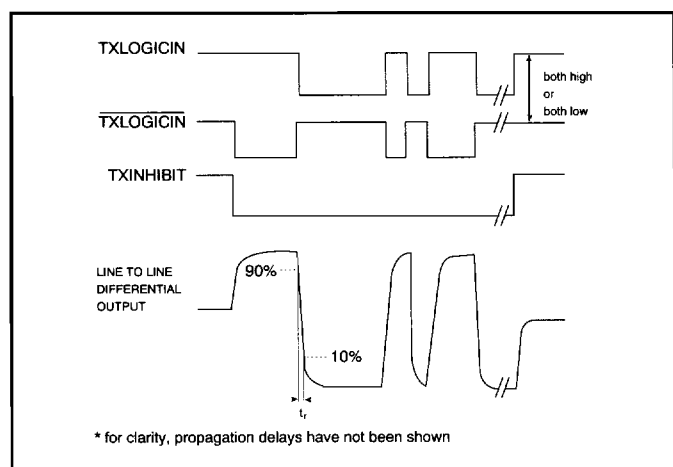 TXLOGICIN
both high
or
both low
TXLOGICIN
TXINHIBIT
LINE TO LINE
DIFFERENTIAL
OUTPUT
90%
10%
tr
* for clarity, propagation delays have not been shown